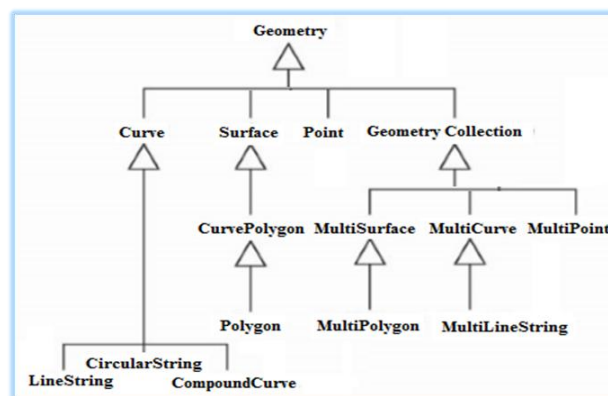 Geometry
Curve Surface Point Geometry Collection
CurvePolygon MultiSurface MultiCurve MultiPoint
Polygon MultiPolygon MultiLineString
CircularString
LineString CompoundCurve